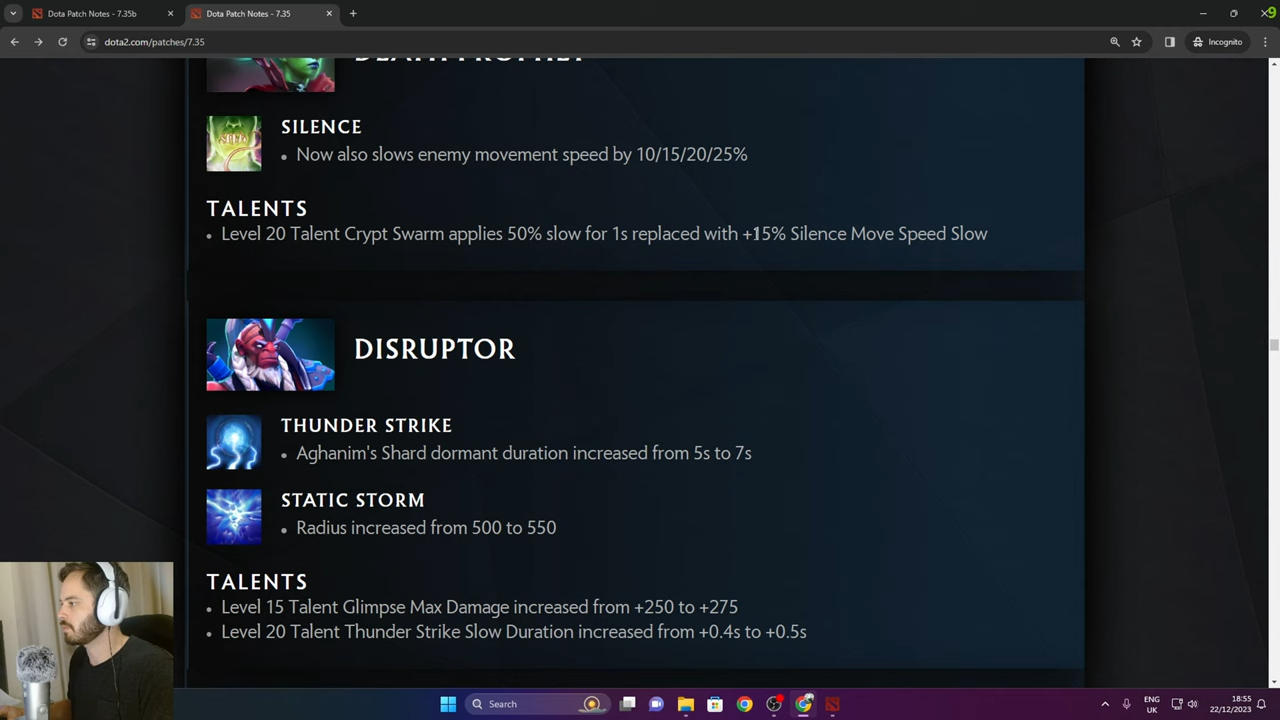 Dota Patch Notes - 7.35b
Dota Patch Notes - 7.35
dota2.com/patches/7.35
Incognito
DEATH PROPHET
SILENCE
Now also slows enemy movement speed by 10/15/20/25%
TALENTS
Level 20 Talent Crypt Swarm applies 50% slow for 1s replaced with +15% Silence Move Speed Slow
DISRUPTOR
THUNDER STRIKE
Aghanim's Shard dormant duration increased from 5s to 7s
STATIC STORM
Radius increased from 500 to 550
TALENTS
Level 15 Talent Glimpse Max Damage increased from +250 to +275
Level 20 Talent Thunder Strike Slow Duration increased from +0.4s to +0.5s
Search
ENG
UK
18:55
22/12/2023